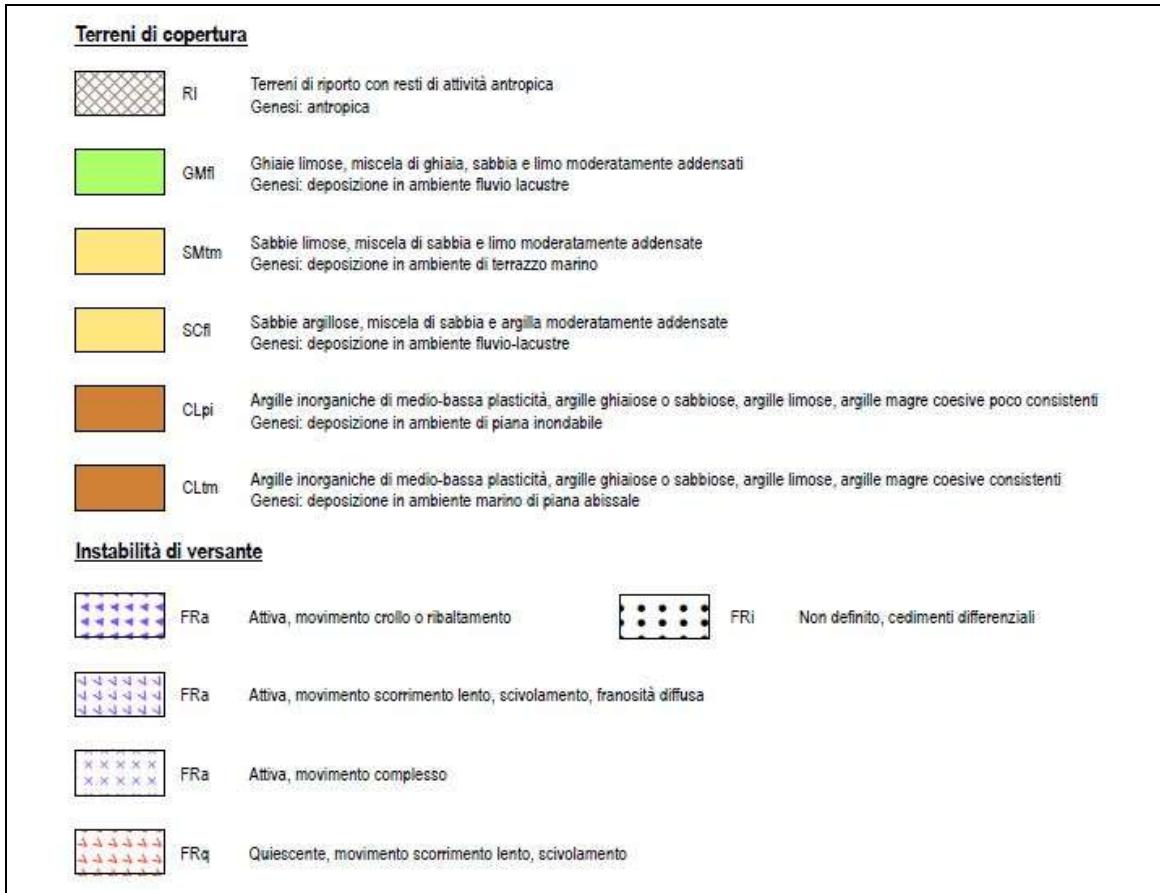 Terreni di copertura
RI
Terreni di riporto con resti di attività antropica
Genesi: antropica
GMfl
Ghiaie limose, miscela di ghiaia, sabbia e limo moderatamente addensati
Genesi: deposizione in ambiente fluvio lacustre
SMtm
Sabbie limose, miscela di sabbia e limo moderatamente addensate
Genesi: deposizione in ambiente di terrazzo marino
SCfl
Sabbie argillose, miscela di sabbia e argilla moderatamente addensate
Genesi: deposizione in ambiente fluvio-lacustre
CLpi
Argille inorganiche di medio-bassa plasticità, argille ghiaiose o sabbiose, argille limose, argille magre coesive poco consistenti
Genesi: deposizione in ambiente di piana inondabile
CLtm
Argille inorganiche di medio-bassa plasticità, argille ghiaiose o sabbiose, argille limose, argille magre coesive consistenti
Genesi: deposizione in ambiente marino di piana abissale
Instabilità di versante
FRa Attiva, movimento crollo o ribaltamento
FRi Non definito, cedimenti differenziali
FRa Attiva, movimento scorrimento lento, scivolamento, franosità diffusa
FRa Attiva, movimento complesso
FRq Quiescente, movimento scorrimento lento, scivolamento